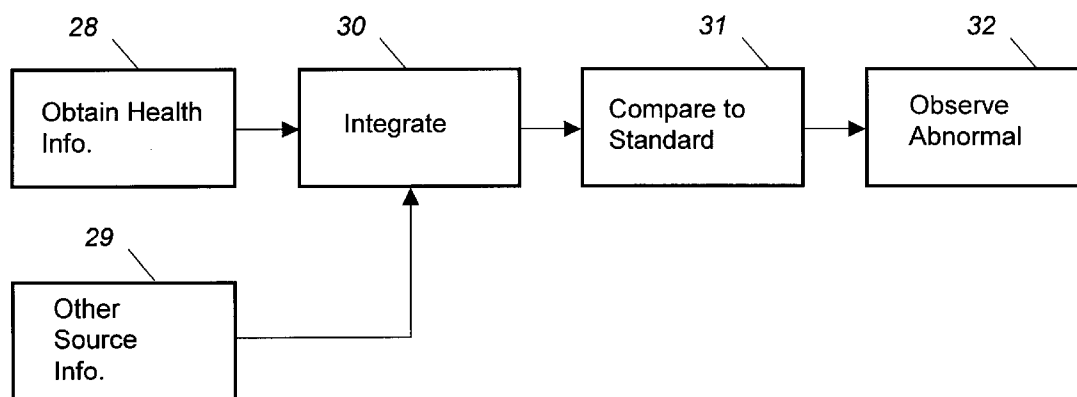 28
30
31
32
Obtain Health
Info.
Integrate
Compare to
Standard
Observe
Abnormal
29
Other
Source
Info.